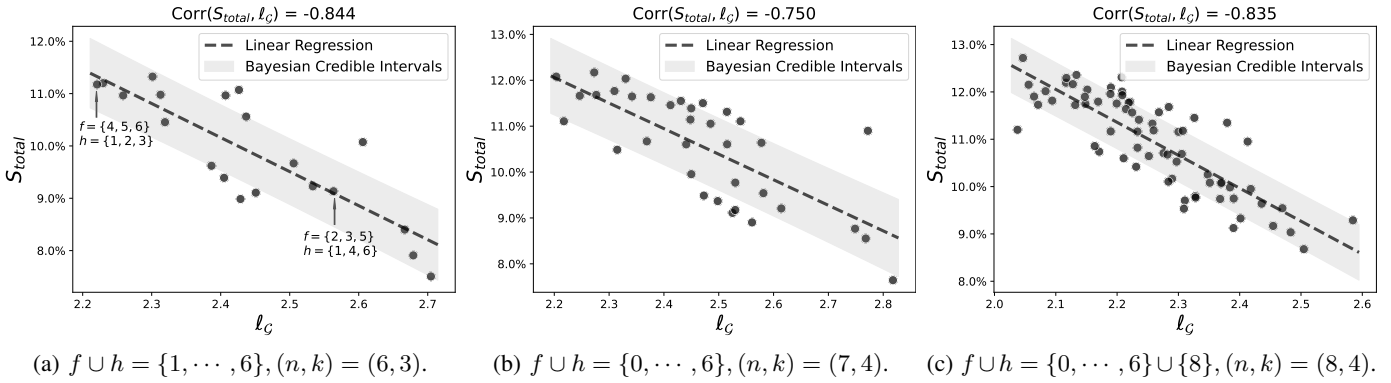 Corr(S_total, ℓ_𝒢) = -0.844
Linear Regression
Bayesian Credible Intervals
12.0%
11.0%
10.0%
9.0%
8.0%
S_total
f = {4, 5, 6}
h = {1, 2, 3}
f = {2, 3, 5}
h = {1, 4, 6}
2.2 2.3 2.4 2.5 2.6 2.7
ℓ_𝒢
(a) f ∪ h = {1, ⋯ , 6}, (n, k) = (6, 3).
Corr(S_total, ℓ_𝒢) = -0.750
Linear Regression
Bayesian Credible Intervals
13.0%
12.0%
11.0%
10.0%
9.0%
8.0%
S_total
2.2 2.3 2.4 2.5 2.6 2.7 2.8
ℓ_𝒢
(b) f ∪ h = {0, ⋯ , 6}, (n, k) = (7, 4).
Corr(S_total, ℓ_𝒢) = -0.835
Linear Regression
Bayesian Credible Intervals
13.0%
12.0%
11.0%
10.0%
9.0%
8.0%
S_total
2.0 2.1 2.2 2.3 2.4 2.5 2.6
ℓ_𝒢
(c) f ∪ h = {0, ⋯ , 6} ∪ {8}, (n, k) = (8, 4).